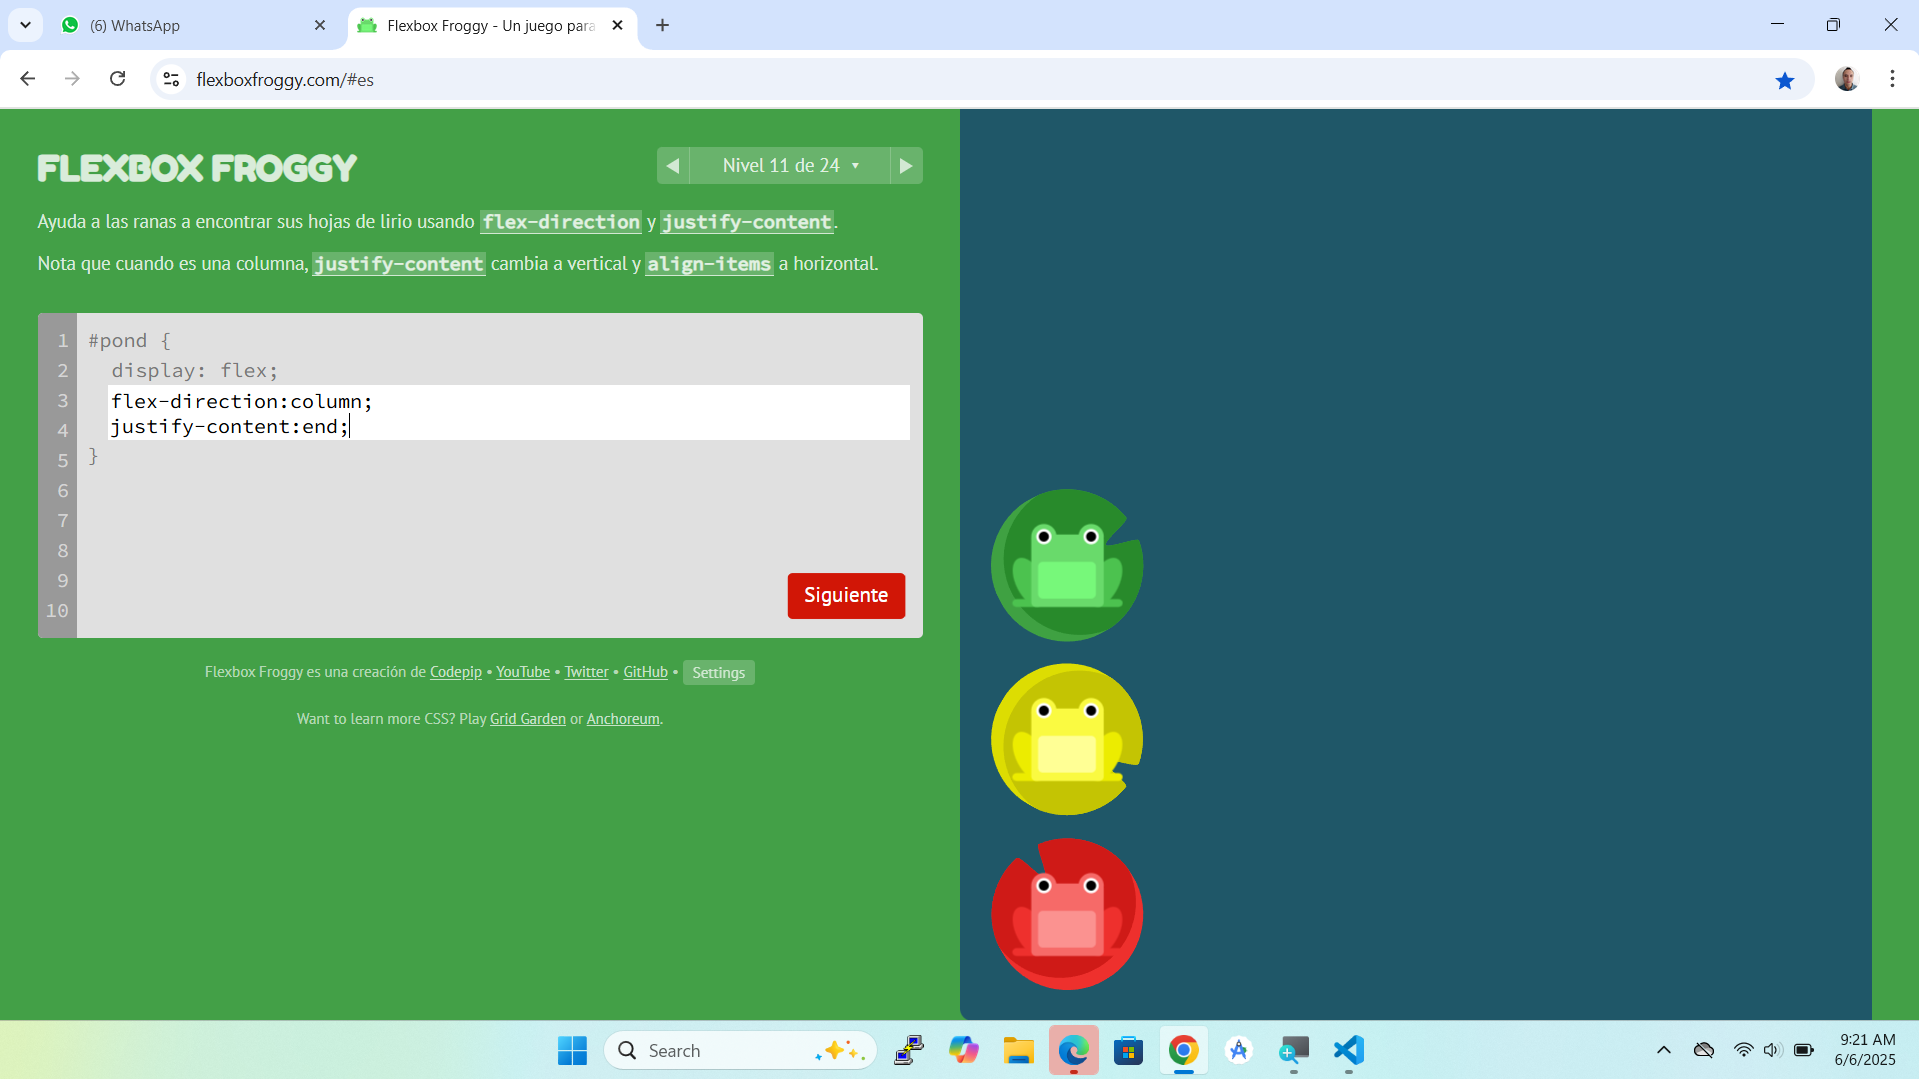 (6) WhatsApp
Flexbox Froggy - Un juego para
flexboxfroggy.com/#es
FLEXBOX FROGGY
Nivel 11 de 24
Ayuda a las ranas a encontrar sus hojas de lirio usando flex-direction y justify-content.
Nota que cuando es una columna, justify-content cambia a vertical y align-items a horizontal.
1 #pond {
2 display: flex;
3 flex-direction:column;
4 justify-content:end;
5 }
6
7
8
9
10
Siguiente
Flexbox Froggy es una creación de Codepip • YouTube • Twitter • GitHub • Settings
Want to learn more CSS? Play Grid Garden or Anchoreum.
Search
9:21 AM
6/6/2025